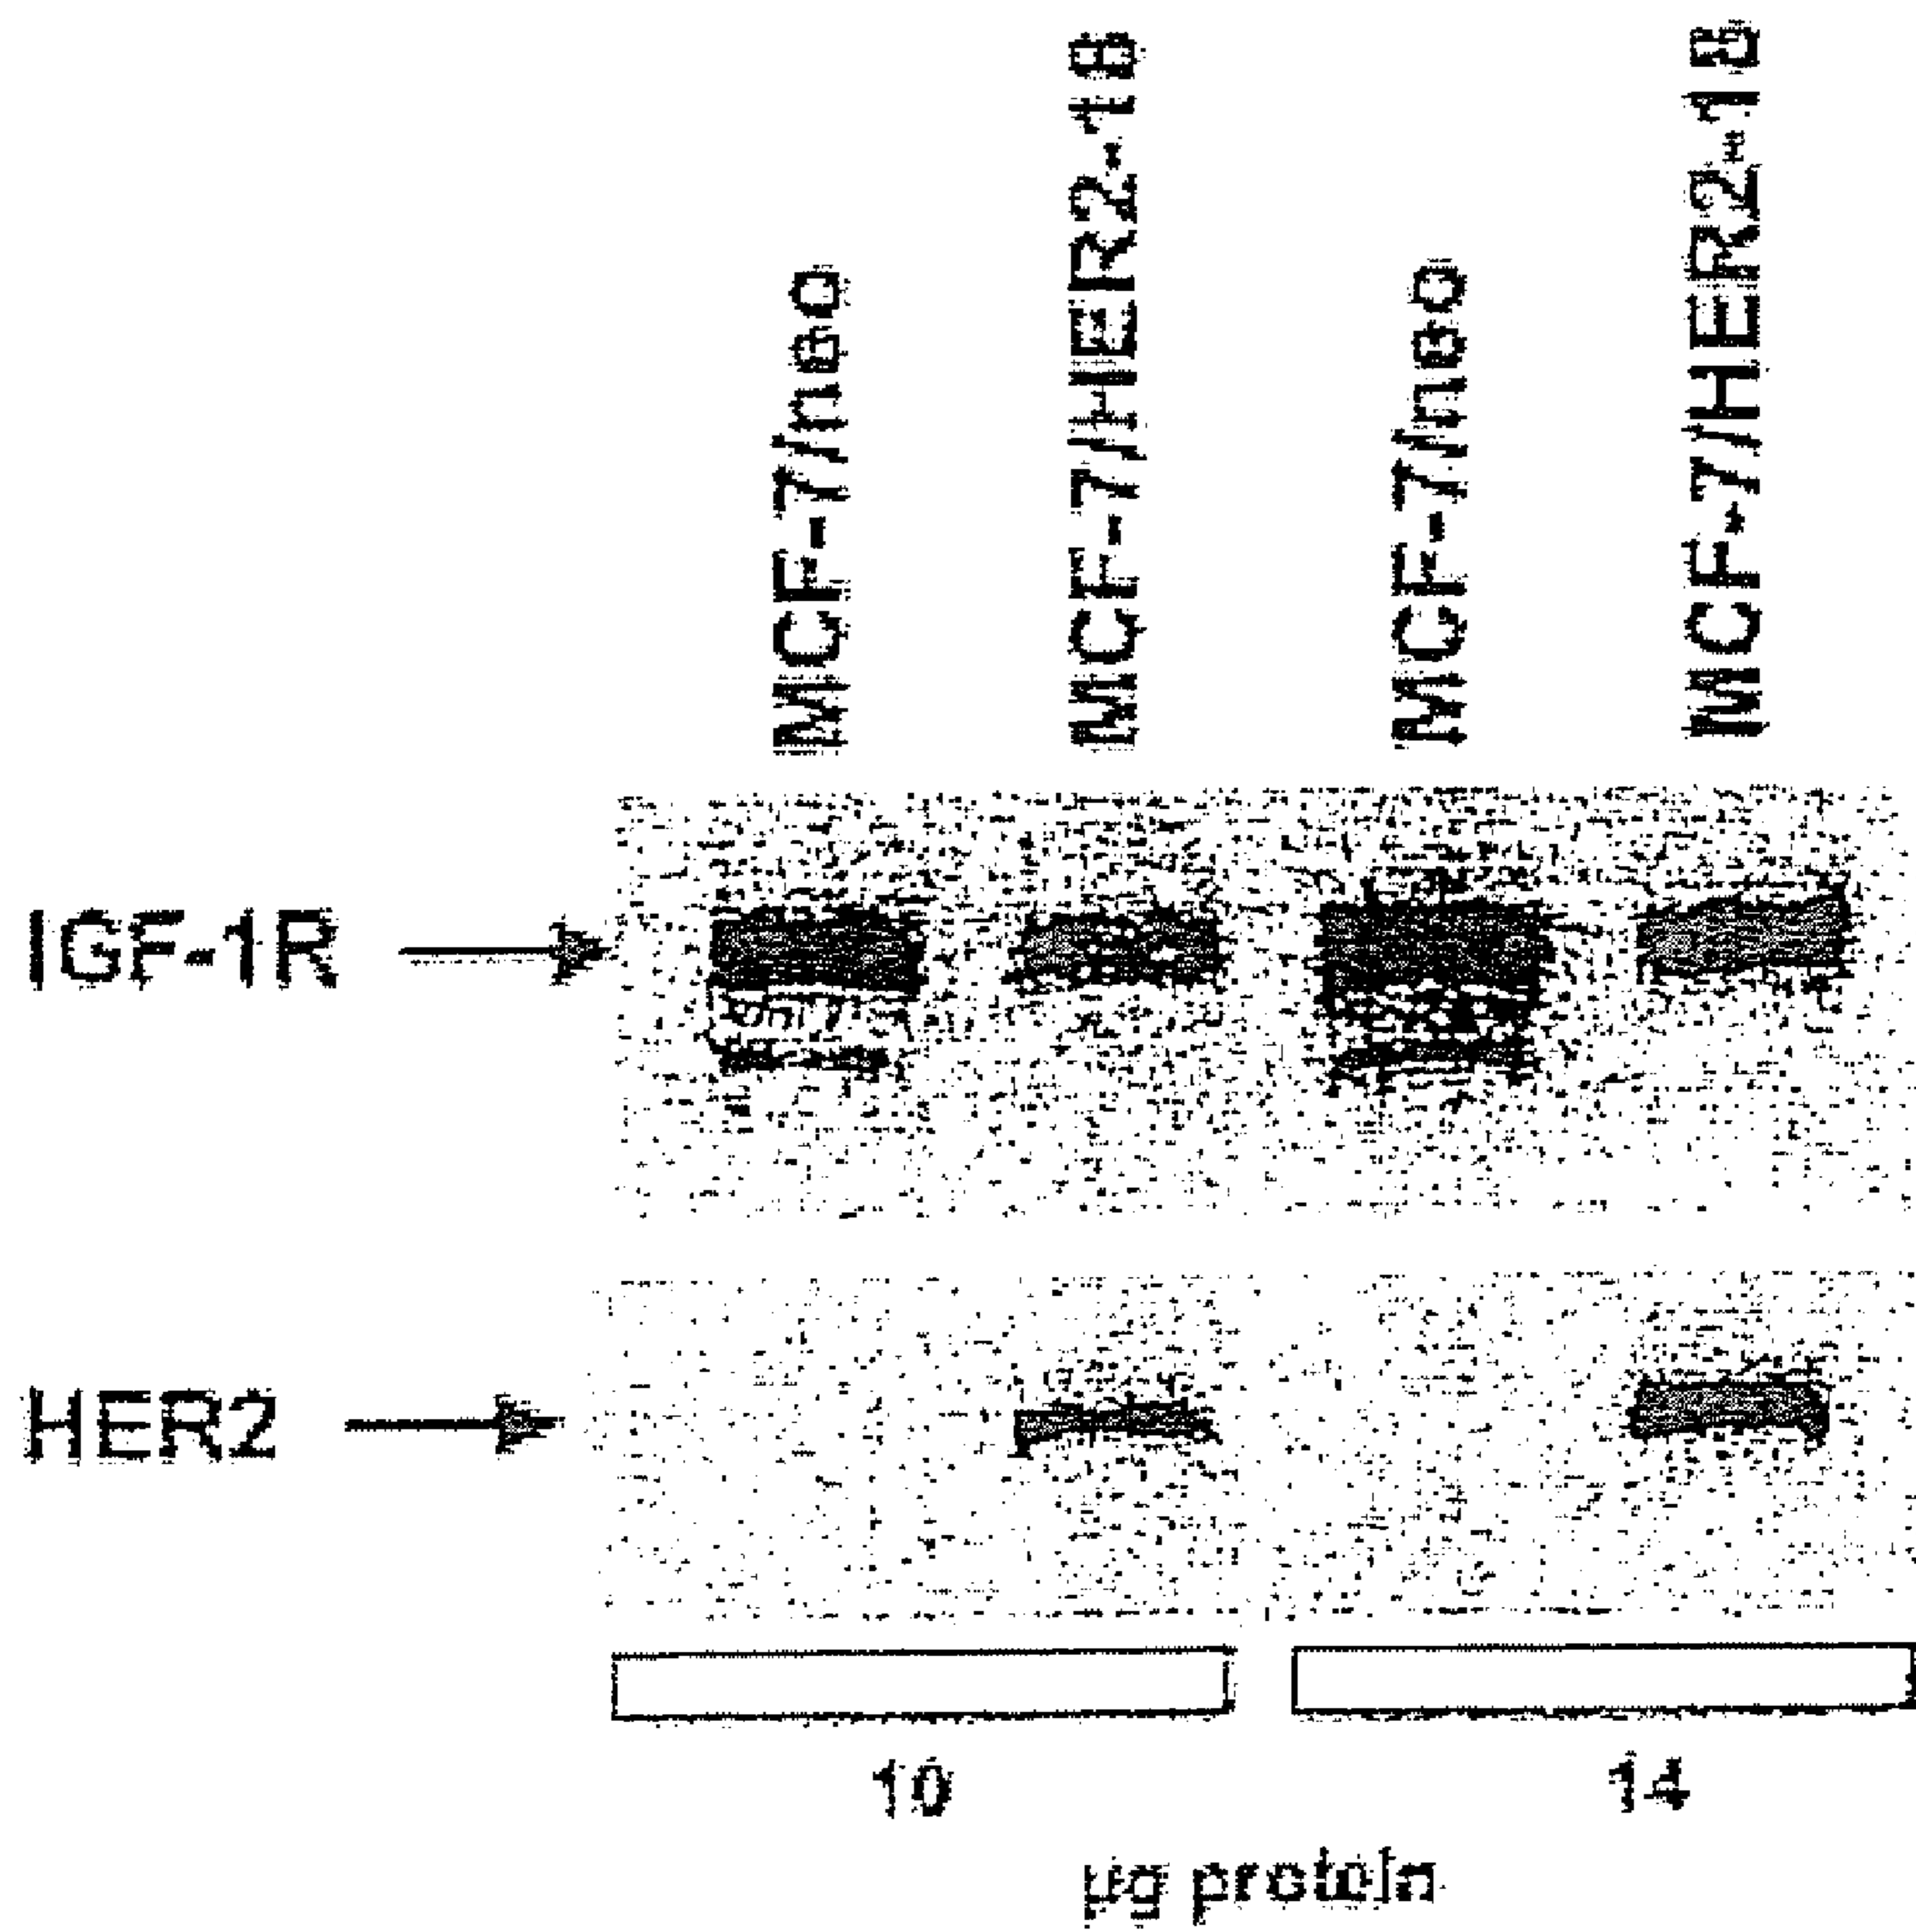 MCF-7/neo
MCF-7/HER2-18
MCF-7/neo
MCF-7/HER2-18
IGF-1R
HER2
10
14
µg protein